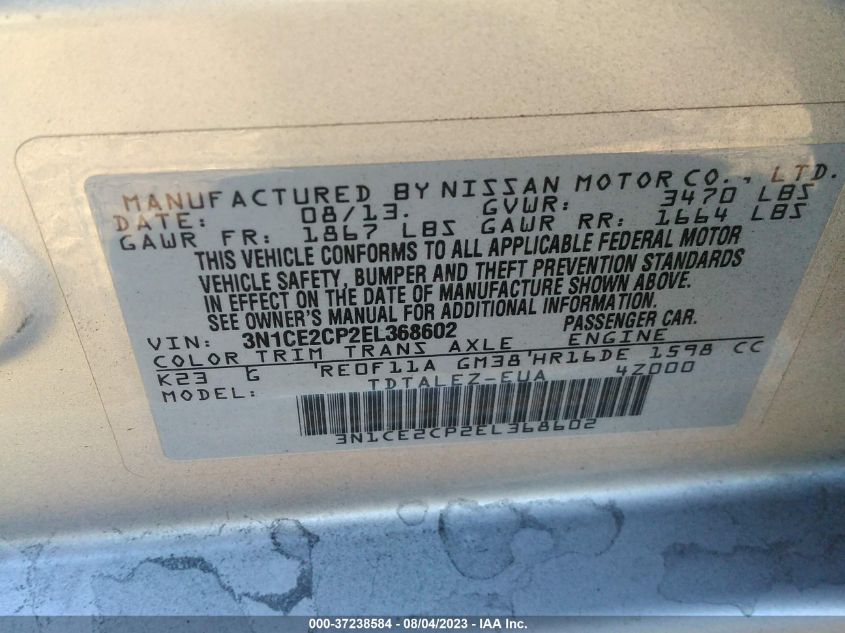 MANUFACTURED BY NISSAN MOTOR CO., LTD.
DATE: 08/13. GVWR: 3470 LBS
GAWR FR: 1867 LBS GAWR RR: 1664 LBS
THIS VEHICLE CONFORMS TO ALL APPLICABLE FEDERAL MOTOR
VEHICLE SAFETY, BUMPER AND THEFT PREVENTION STANDARDS
IN EFFECT ON THE DATE OF MANUFACTURE SHOWN ABOVE.
SEE OWNER'S MANUAL FOR ADDITIONAL INFORMATION.
VIN: 3N1CE2CP2EL368602 PASSENGER CAR.
COLOR TRIM TRANS AXLE ENGINE
K23 G 'RE0F11A GM38'HR16DE 1598 CC
MODEL: TDTALEZ-EUA 4Z000
3N1CE2CP2EL368602
000-37238584 - 08/04/2023 - IAA Inc.